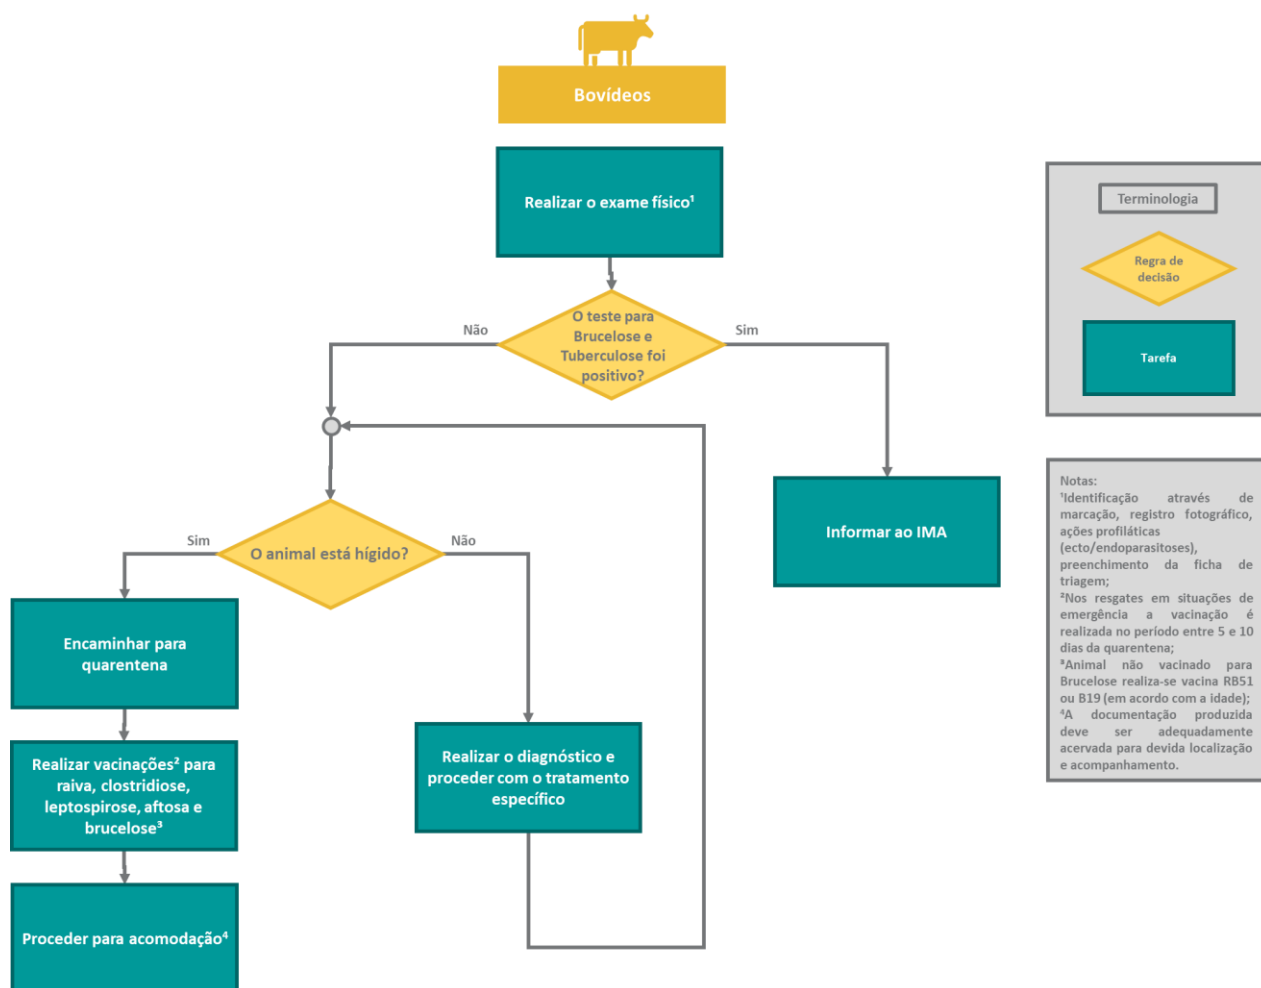 Bovídeos
Realizar o exame físico¹
O teste para
Brucelose e
Tuberculose foi
positivo?
Não
Sim
O animal está hígido?
Sim
Não
Informar ao IMA
Encaminhar para
quarentena
Realizar vacinações² para
raiva, clostridiose,
leptospirose, aftosa e
brucelose³
Realizar o diagnóstico e
proceder com o tratamento
específico
Proceder para acomodação⁴
Terminologia
Regra de
decisão
Tarefa
Notas:
¹Identificação através de
marcação, registro fotográfico,
ações profiláticas
(ecto/endoparasitoses),
preenchimento da ficha de
triagem;
²Nos resgates em situações de
emergência a vacinação é
realizada no período entre 5 e 10
dias da quarentena;
³Animal não vacinado para
Brucelose realiza-se vacina RB51
ou B19 (em acordo com a idade);
⁴A documentação produzida
deve ser adequadamente
acervada para devida localização
e acompanhamento.